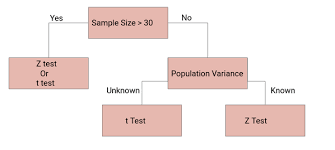 Yes
Sample Size > 30
No
Z test
Or
t test
Population Variance
Unknown
Known
t Test
Z Test